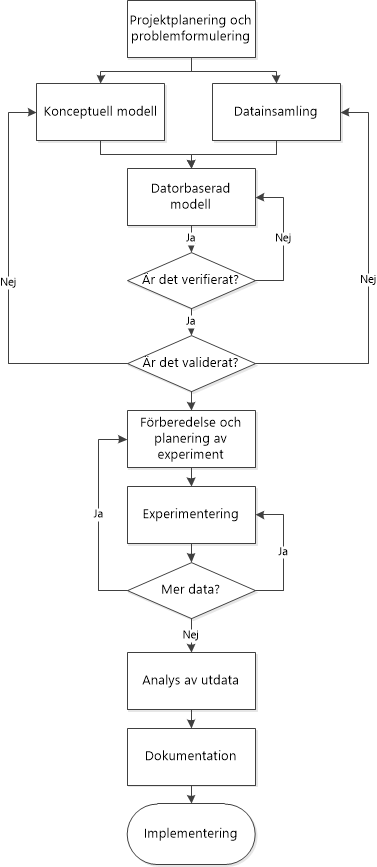 Projektplanering och
problemformulering
Konceptuell modell
Datainsamling
Datorbaserad
modell
Ja
Nej
Är det verifierat?
Nej
Nej
Ja
Är det validerat?
Förberedelse och
planering av
experiment
Ja
Experimentering
Ja
Mer data?
Nej
Analys av utdata
Dokumentation
Implementering